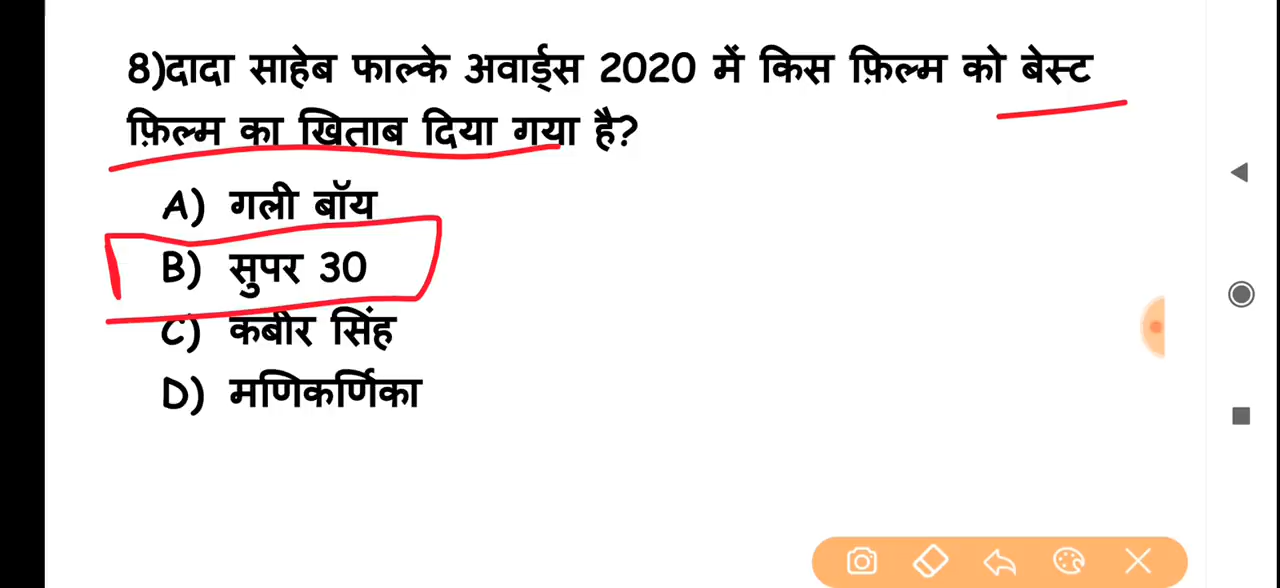 8)दादा साहेब फाल्के अवार्ड्स 2020 में किस फ़िल्म को बेस्ट
फ़िल्म का खिताब दिया गया है?
A) गली बॉय
B) सुपर 30
C) कबीर सिंह
D) मणिकर्णिका